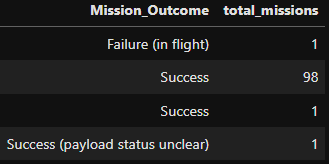 Mission_Outcome total_missions
Failure (in flight) 1
Success 98
Success 1
Success (payload status unclear) 1